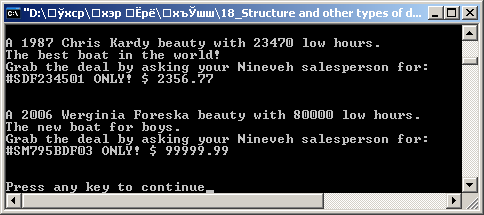 "D:\□ўхср\□хэр □Ёрё\□хъЎшш\18_Structure and other types of d...
A 1987 Chris Kardy beauty with 23470 low hours.
The best boat in the world!
Grab the deal by asking your Nineveh salesperson for:
#SDF234501 ONLY! $ 2356.77
A 2006 Werginia Foreska beauty with 80000 low hours.
The new boat for boys.
Grab the deal by asking your Nineveh salesperson for:
#SM795BDF03 ONLY! $ 99999.99
Press any key to continue_